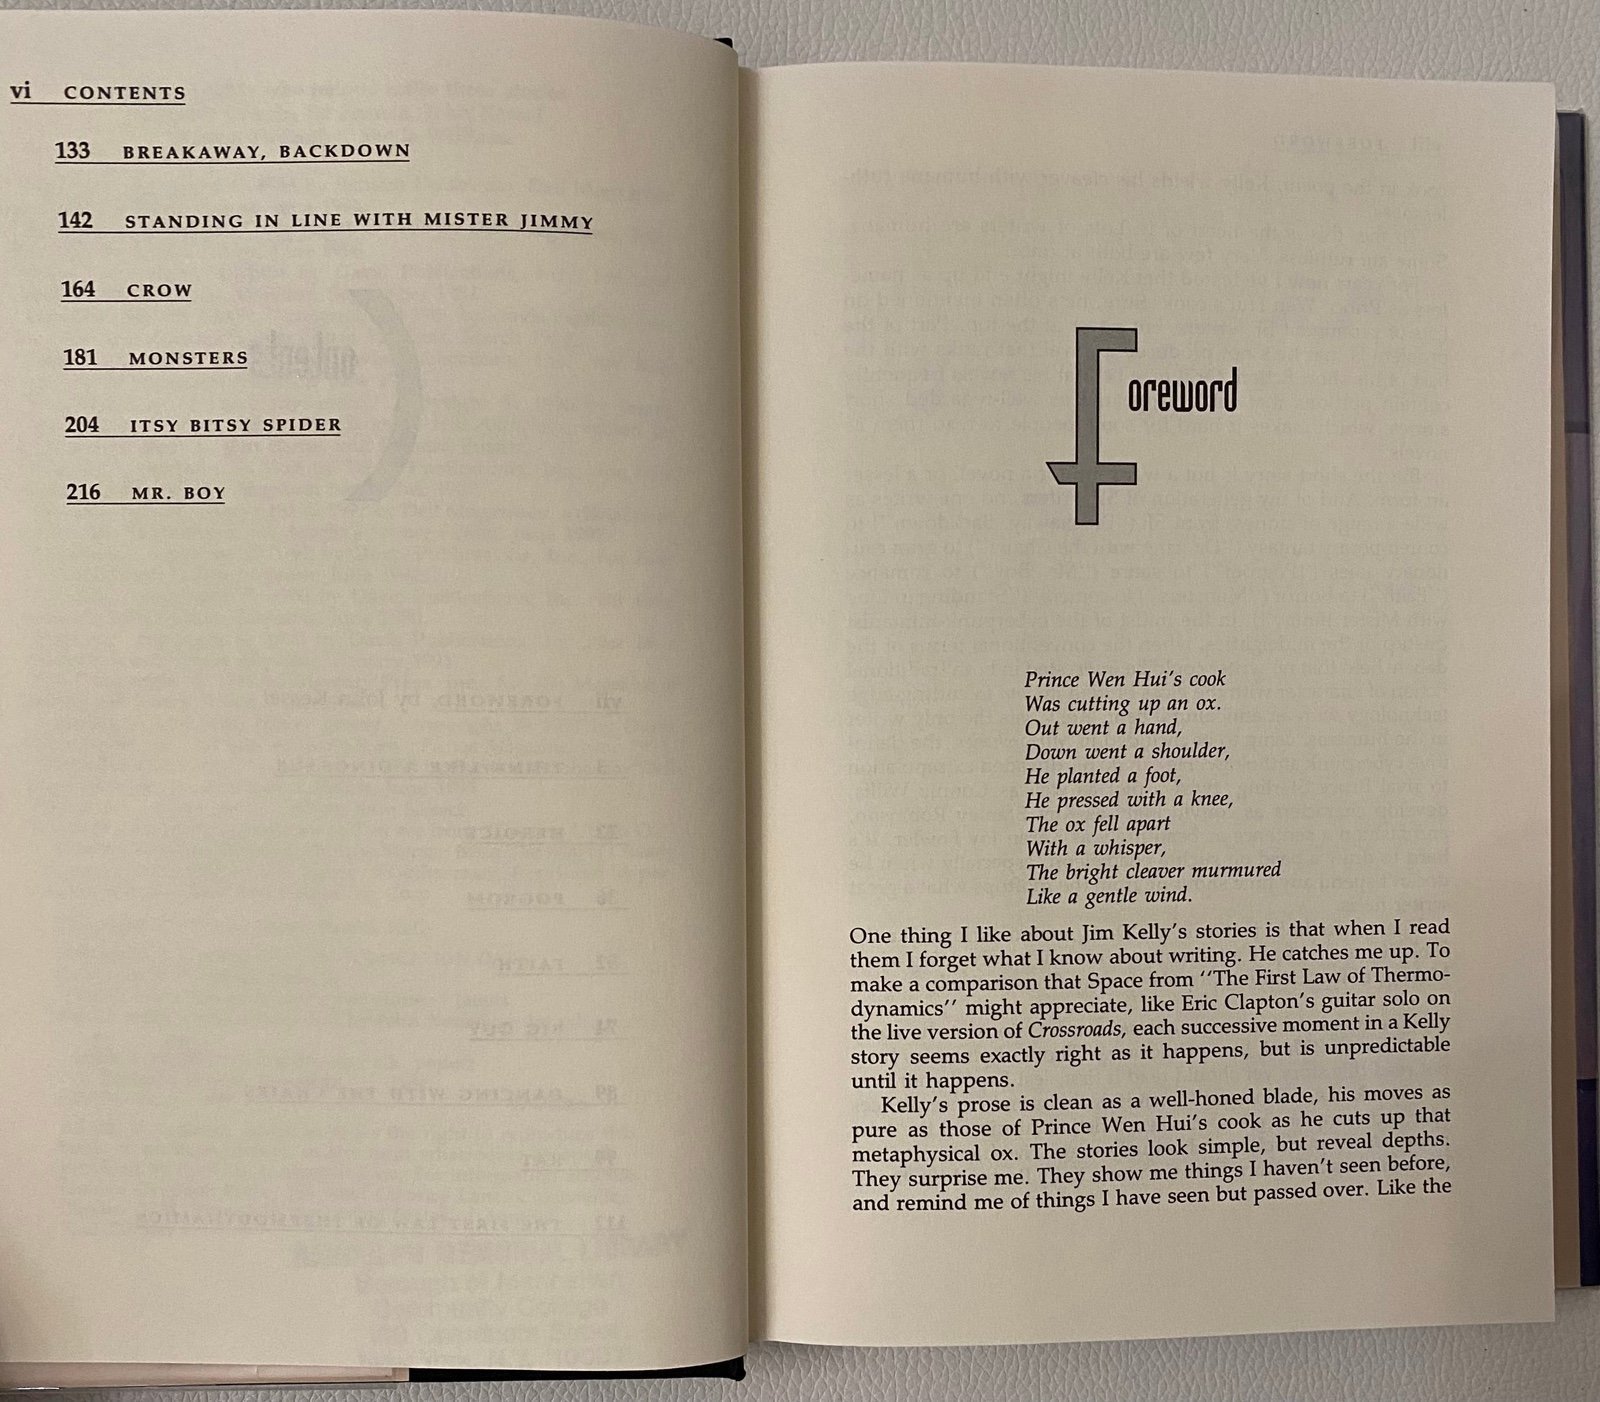 vi CONTENTS
133 BREAKAWAY, BACKDOWN
142 STANDING IN LINE WITH MISTER JIMMY
164 CROW
181 MONSTERS
204 ITSY BITSY SPIDER
216 MR. BOY
Foreword
Prince Wen Hui's cook
Was cutting up an ox.
Out went a hand,
Down went a shoulder,
He planted a foot,
He pressed with a knee,
The ox fell apart
With a whisper,
The bright cleaver murmured
Like a gentle wind.
One thing I like about Jim Kelly's stories is that when I read
them I forget what I know about writing. He catches me up. To
make a comparison that Space from "The First Law of Thermo-
dynamics" might appreciate, like Eric Clapton's guitar solo on
the live version of Crossroads, each successive moment in a Kelly
story seems exactly right as it happens, but is unpredictable
until it happens.
Kelly's prose is clean as a well-honed blade, his moves as
pure as those of Prince Wen Hui's cook as he cuts up that
metaphysical ox. The stories look simple, but reveal depths.
They surprise me. They show me things I haven't seen before,
and remind me of things I have seen but passed over. Like the